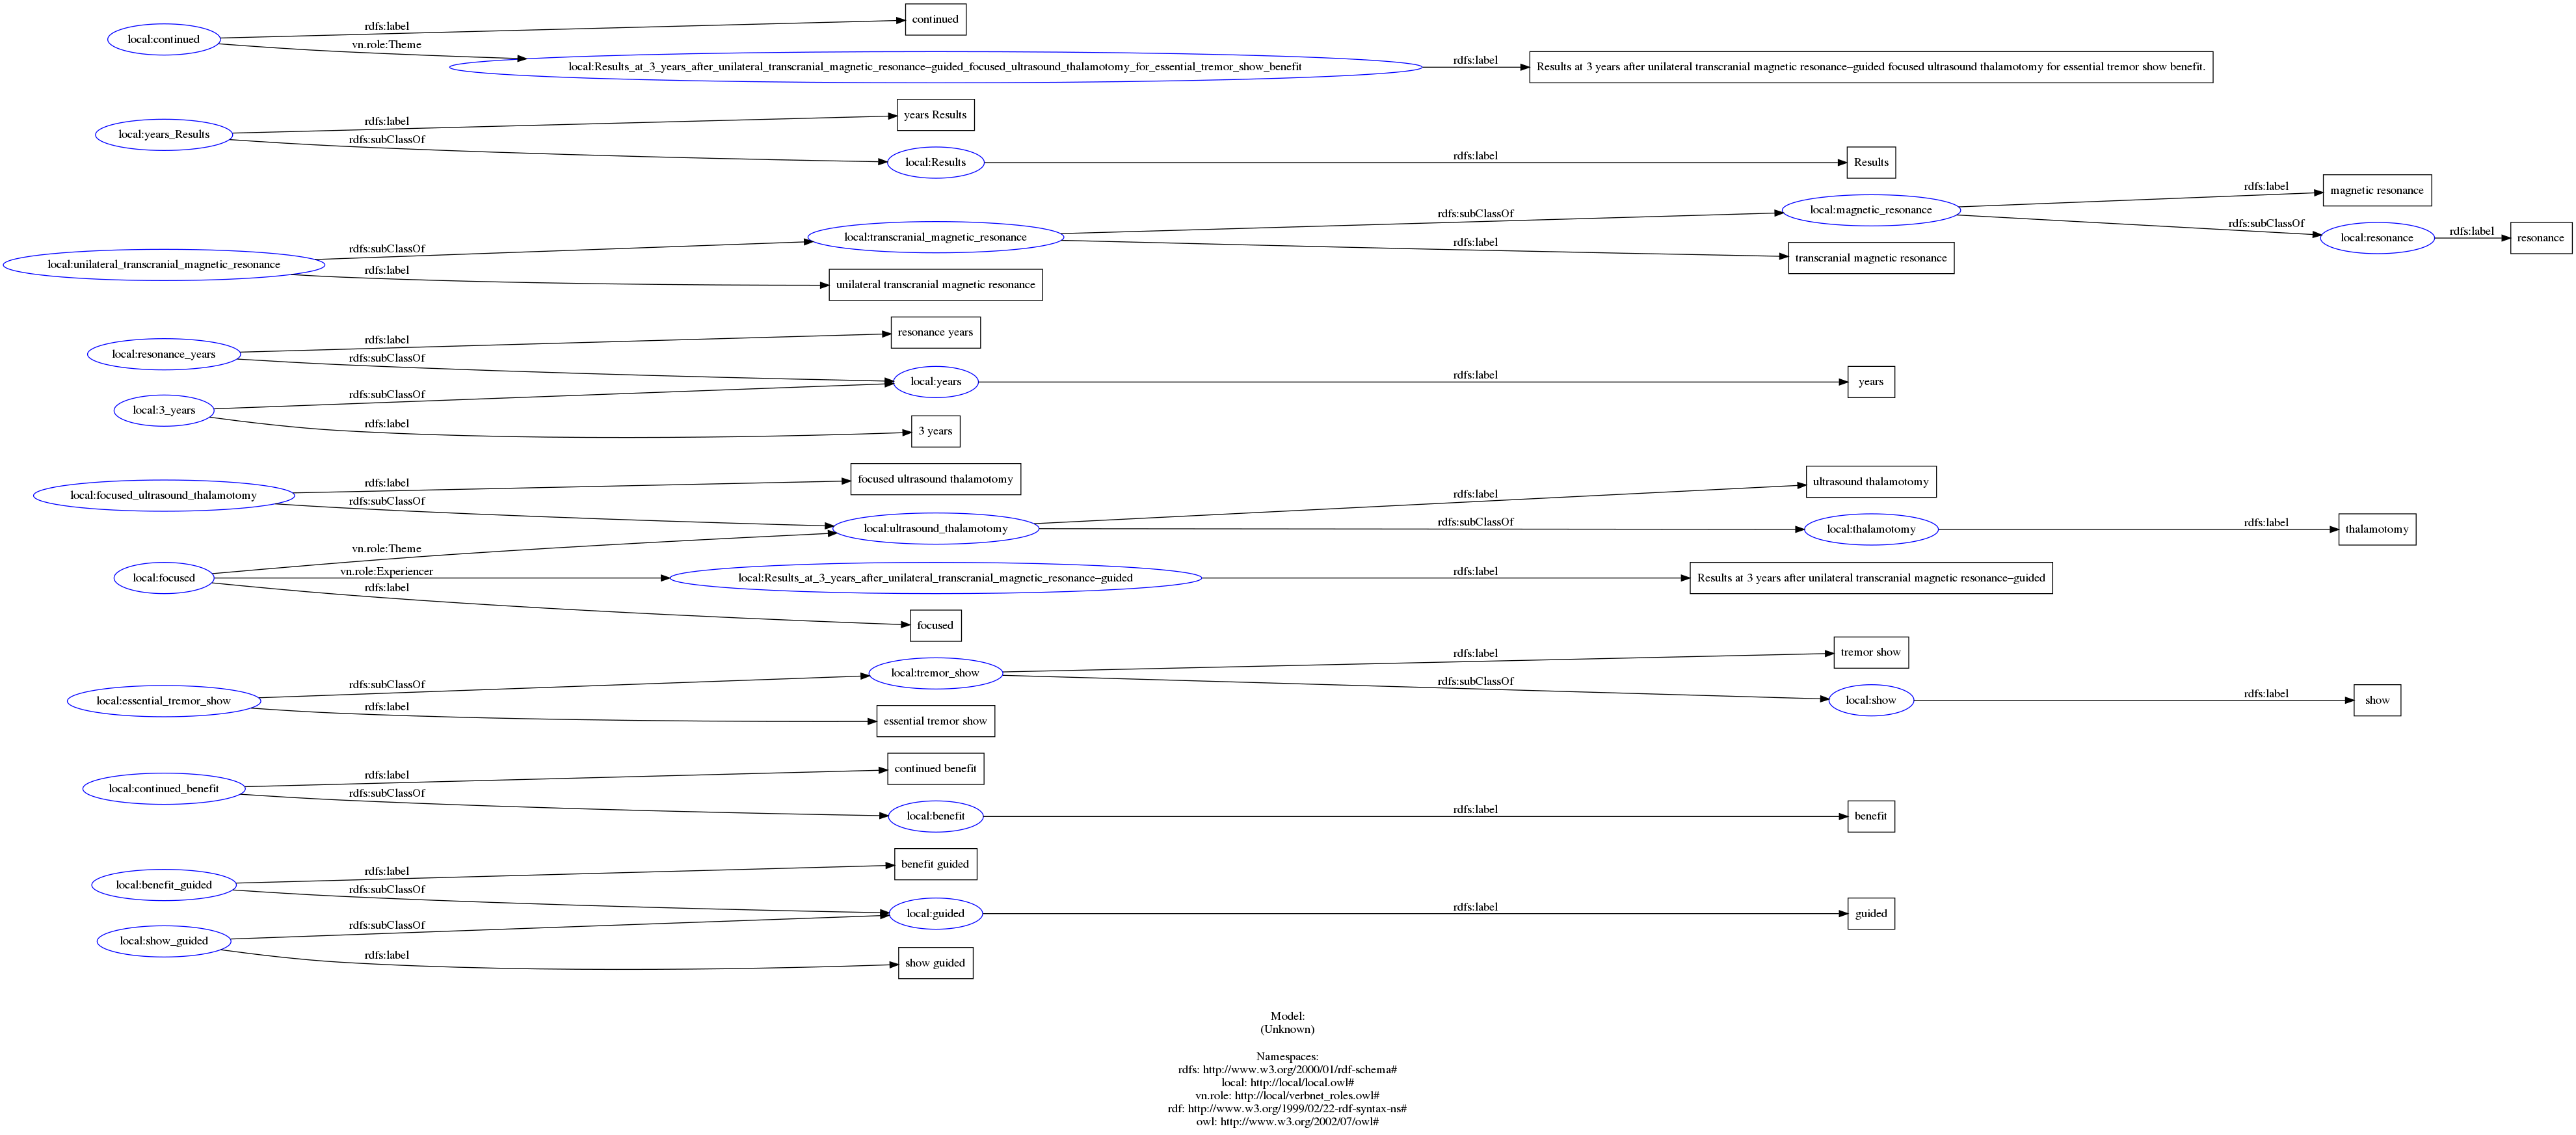 rdfs:label
continued
local:continued
vn.role:Theme
local:Results_at_3_years_after_unilateral_transcranial_magnetic_resonance–guided_focused_ultrasound_thalamotomy_for_essential_tremor_show_benefit
rdfs:label
Results at 3 years after unilateral transcranial magnetic resonance–guided focused ultrasound thalamotomy for essential tremor show benefit.
rdfs:label
years Results
local:years_Results
rdfs:subClassOf
local:Results
rdfs:label
Results
local:unilateral_transcranial_magnetic_resonance
rdfs:subClassOf
local:transcranial_magnetic_resonance
rdfs:subClassOf
local:magnetic_resonance
rdfs:label
magnetic resonance
rdfs:subClassOf
local:resonance
rdfs:label
resonance
rdfs:label
transcranial magnetic resonance
rdfs:label
unilateral transcranial magnetic resonance
rdfs:label
resonance years
local:resonance_years
rdfs:subClassOf
local:years
rdfs:label
years
rdfs:subClassOf
local:3_years
rdfs:label
3 years
rdfs:label
focused ultrasound thalamotomy
local:focused_ultrasound_thalamotomy
rdfs:subClassOf
local:ultrasound_thalamotomy
rdfs:label
ultrasound thalamotomy
rdfs:subClassOf
local:thalamotomy
rdfs:label
thalamotomy
vn.role:Theme
local:focused
vn.role:Experiencer
local:Results_at_3_years_after_unilateral_transcranial_magnetic_resonance–guided
rdfs:label
Results at 3 years after unilateral transcranial magnetic resonance–guided
rdfs:label
focused
local:essential_tremor_show
rdfs:subClassOf
local:tremor_show
rdfs:label
tremor show
rdfs:subClassOf
local:show
rdfs:label
show
rdfs:label
essential tremor show
rdfs:label
continued benefit
local:continued_benefit
rdfs:subClassOf
local:benefit
rdfs:label
benefit
rdfs:label
benefit guided
local:benefit_guided
rdfs:subClassOf
local:guided
rdfs:label
guided
rdfs:subClassOf
local:show_guided
rdfs:label
show guided
Model:
(Unknown)
Namespaces:
rdfs: http://www.w3.org/2000/01/rdf-schema#
local: http://local/local.owl#
vn.role: http://local/verbnet_roles.owl#
rdf: http://www.w3.org/1999/02/22-rdf-syntax-ns#
owl: http://www.w3.org/2002/07/owl#